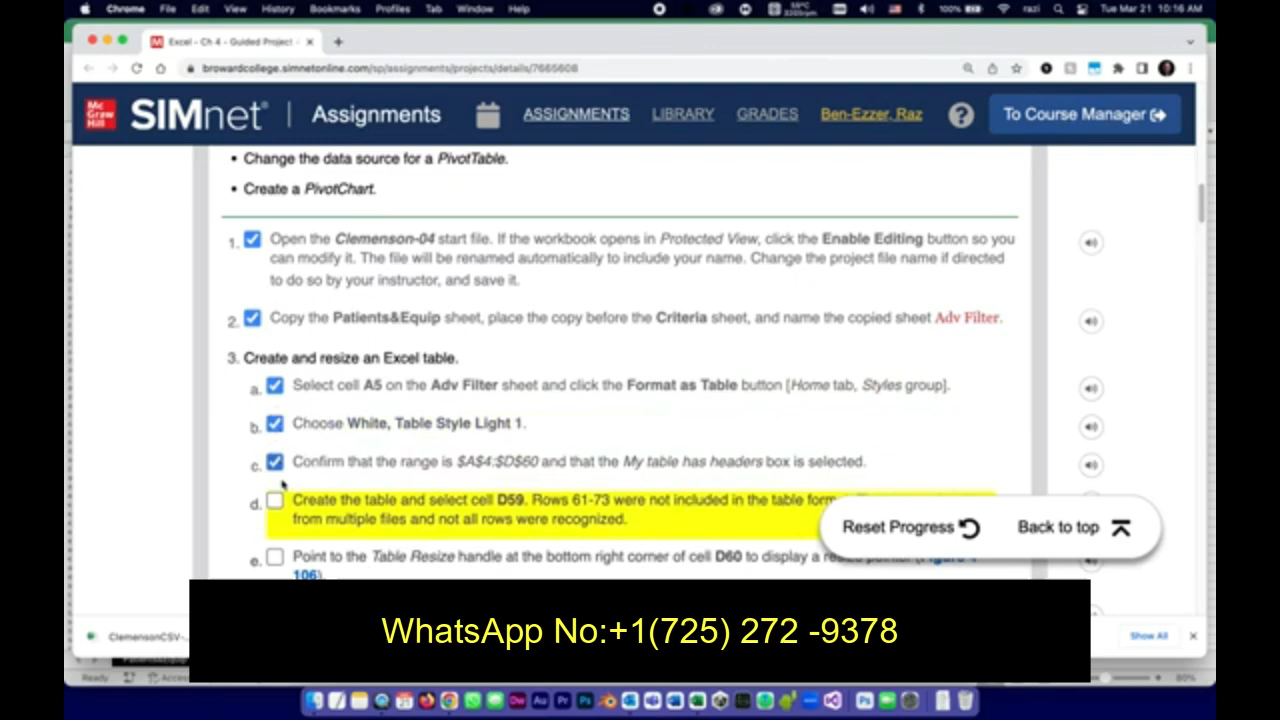 Chrome File Edit View History Bookmarks Profiles Tab Window Help
100% razi Tue Mar 21 10:16 AM
Excel - Ch 4 - Guided Project -
browardcollege.simnetonline.com/sp/assignments/projects/details/7665608
Mc Graw Hill SIMnet Assignments ASSIGNMENTS LIBRARY GRADES Ben-Ezzer, Raz To Course Manager
• Change the data source for a PivotTable.
• Create a PivotChart.
1. Open the Clemenson-04 start file. If the workbook opens in Protected View, click the Enable Editing button so you
can modify it. The file will be renamed automatically to include your name. Change the project file name if directed
to do so by your instructor, and save it.
2. Copy the Patients&Equip sheet, place the copy before the Criteria sheet, and name the copied sheet Adv Filter.
3. Create and resize an Excel table.
a. Select cell A5 on the Adv Filter sheet and click the Format as Table button [Home tab, Styles group].
b. Choose White, Table Style Light 1.
c. Confirm that the range is $A$4:$D$60 and that the My table has headers box is selected.
d. Create the table and select cell D59. Rows 61-73 were not included in the table
from multiple files and not all rows were recognized.
Reset Progress Back to top
e. Point to the Table Resize handle at the bottom right corner of cell D60 to display a
106).
WhatsApp No:+1(725) 272 -9378
ClemensonCSV-
Show All
Ready
80%